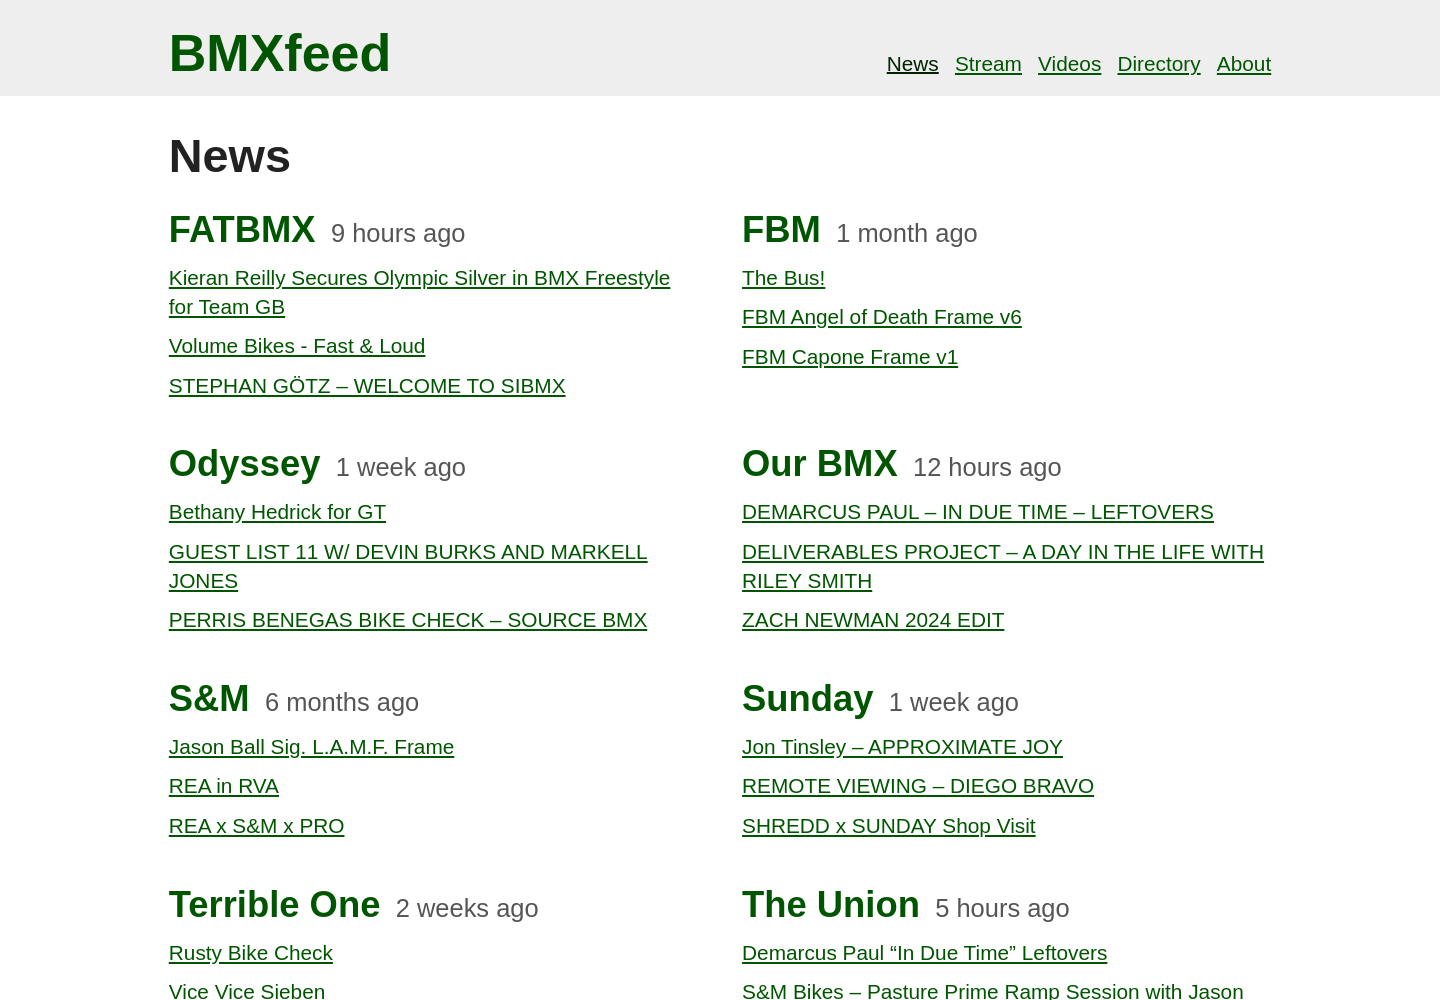 BMXfeed
News Stream Videos Directory About
News
FATBMX 9 hours ago
Kieran Reilly Secures Olympic Silver in BMX Freestyle
for Team GB
Volume Bikes - Fast & Loud
STEPHAN GÖTZ – WELCOME TO SIBMX
FBM 1 month ago
The Bus!
FBM Angel of Death Frame v6
FBM Capone Frame v1
Odyssey 1 week ago
Bethany Hedrick for GT
GUEST LIST 11 W/ DEVIN BURKS AND MARKELL
JONES
PERRIS BENEGAS BIKE CHECK – SOURCE BMX
Our BMX 12 hours ago
DEMARCUS PAUL – IN DUE TIME – LEFTOVERS
DELIVERABLES PROJECT – A DAY IN THE LIFE WITH
RILEY SMITH
ZACH NEWMAN 2024 EDIT
S&M 6 months ago
Jason Ball Sig. L.A.M.F. Frame
REA in RVA
REA x S&M x PRO
Sunday 1 week ago
Jon Tinsley – APPROXIMATE JOY
REMOTE VIEWING – DIEGO BRAVO
SHREDD x SUNDAY Shop Visit
Terrible One 2 weeks ago
Rusty Bike Check
Vice Vice Sieben
The Union 5 hours ago
Demarcus Paul “In Due Time” Leftovers
S&M Bikes – Pasture Prime Ramp Session with Jason